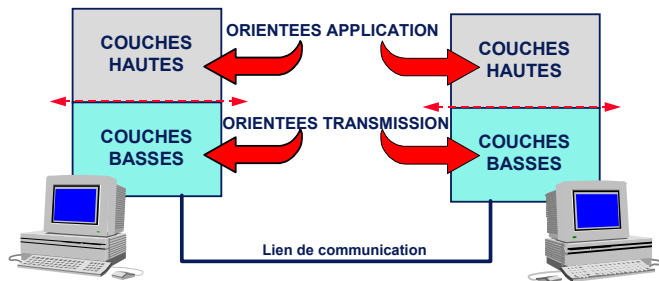 ORIENTEES APPLICATION
COUCHES
HAUTES
COUCHES
HAUTES
ORIENTEES TRANSMISSION
COUCHES
BASSES
COUCHES
BASSES
Lien de communication